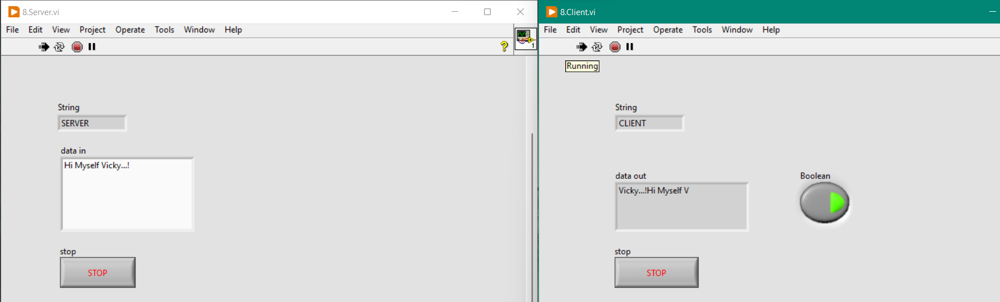 8.Server.vi
File Edit View Project Operate Tools Window Help
1
String
SERVER
data in
Hi Myself Vicky...!
stop
STOP
8.Client.vi
File Edit View Project Operate Tools Window Help
Running
String
CLIENT
data out
Vicky...!Hi Myself V
Boolean
stop
STOP